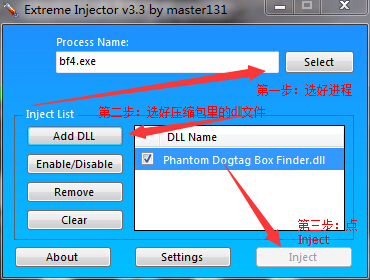 Extreme Injector v3.3 by master131
Process Name:
bf4.exe
Select
第一步：选好进程
Inject List
第二步：选好压缩包里的dll文件
Add DLL
DLL Name
Enable/Disable
Phantom Dogtag Box Finder.dll
Remove
Clear
第三步：点
Inject
About
Settings
Inject